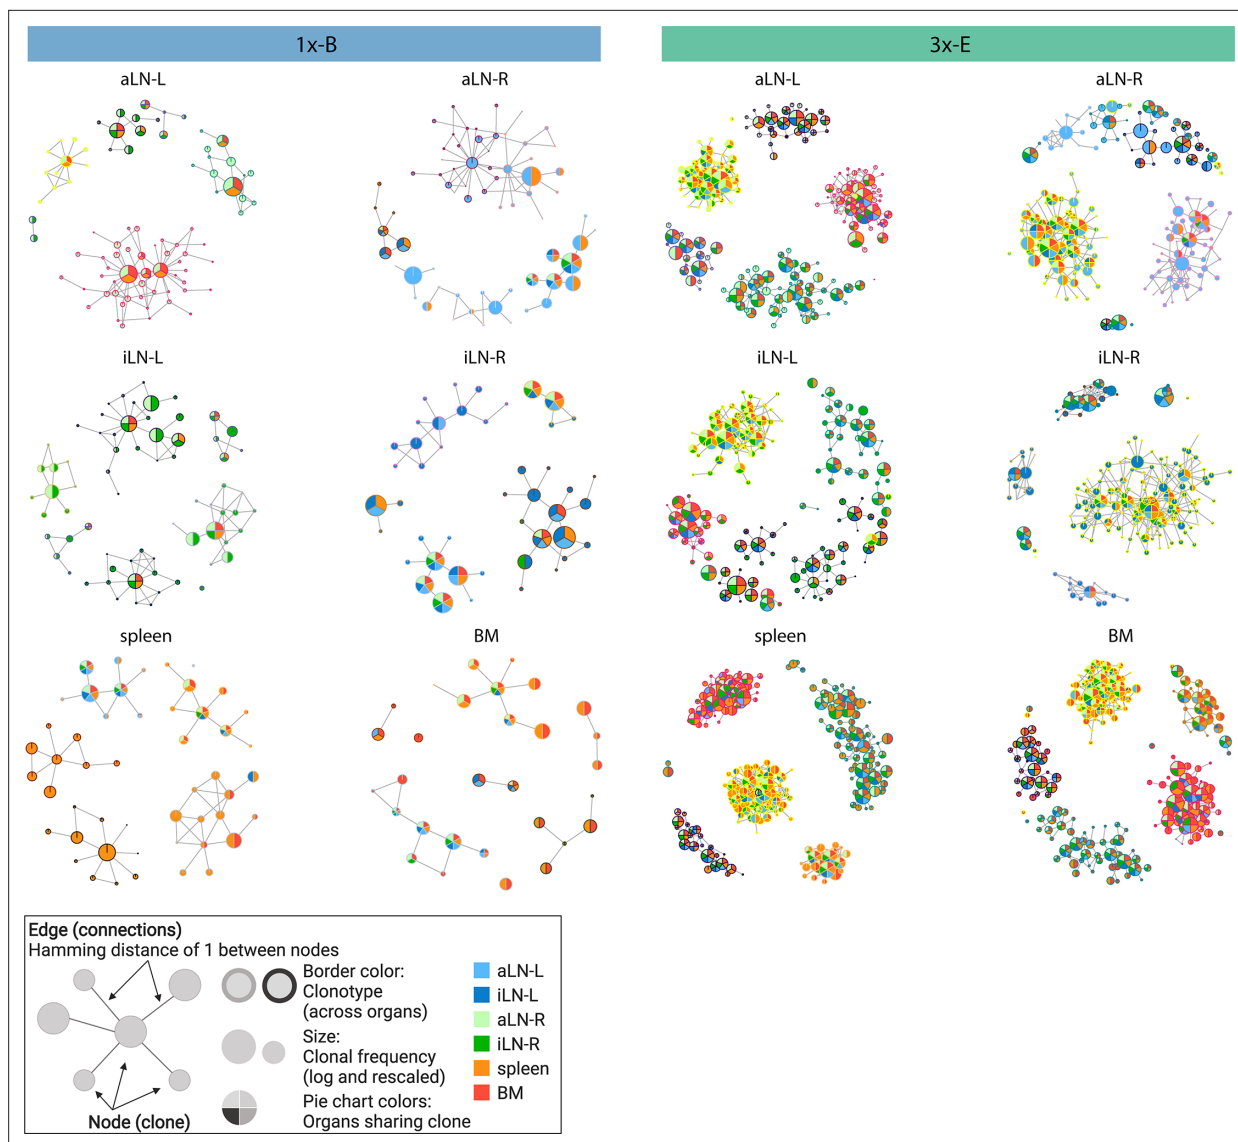 1x-B
3x-E
aLN-L
aLN-R
aLN-L
aLN-R
iLN-L
iLN-R
iLN-L
iLN-R
spleen
BM
spleen
BM
Edge (connections)
Hamming distance of 1 between nodes
Node (clone)
Border color:
Clonotype
(across organs)
Size:
Clonal frequency
(log and rescaled)
Pie chart colors:
Organs sharing clone
aLN-L
iLN-L
aLN-R
iLN-R
spleen
BM